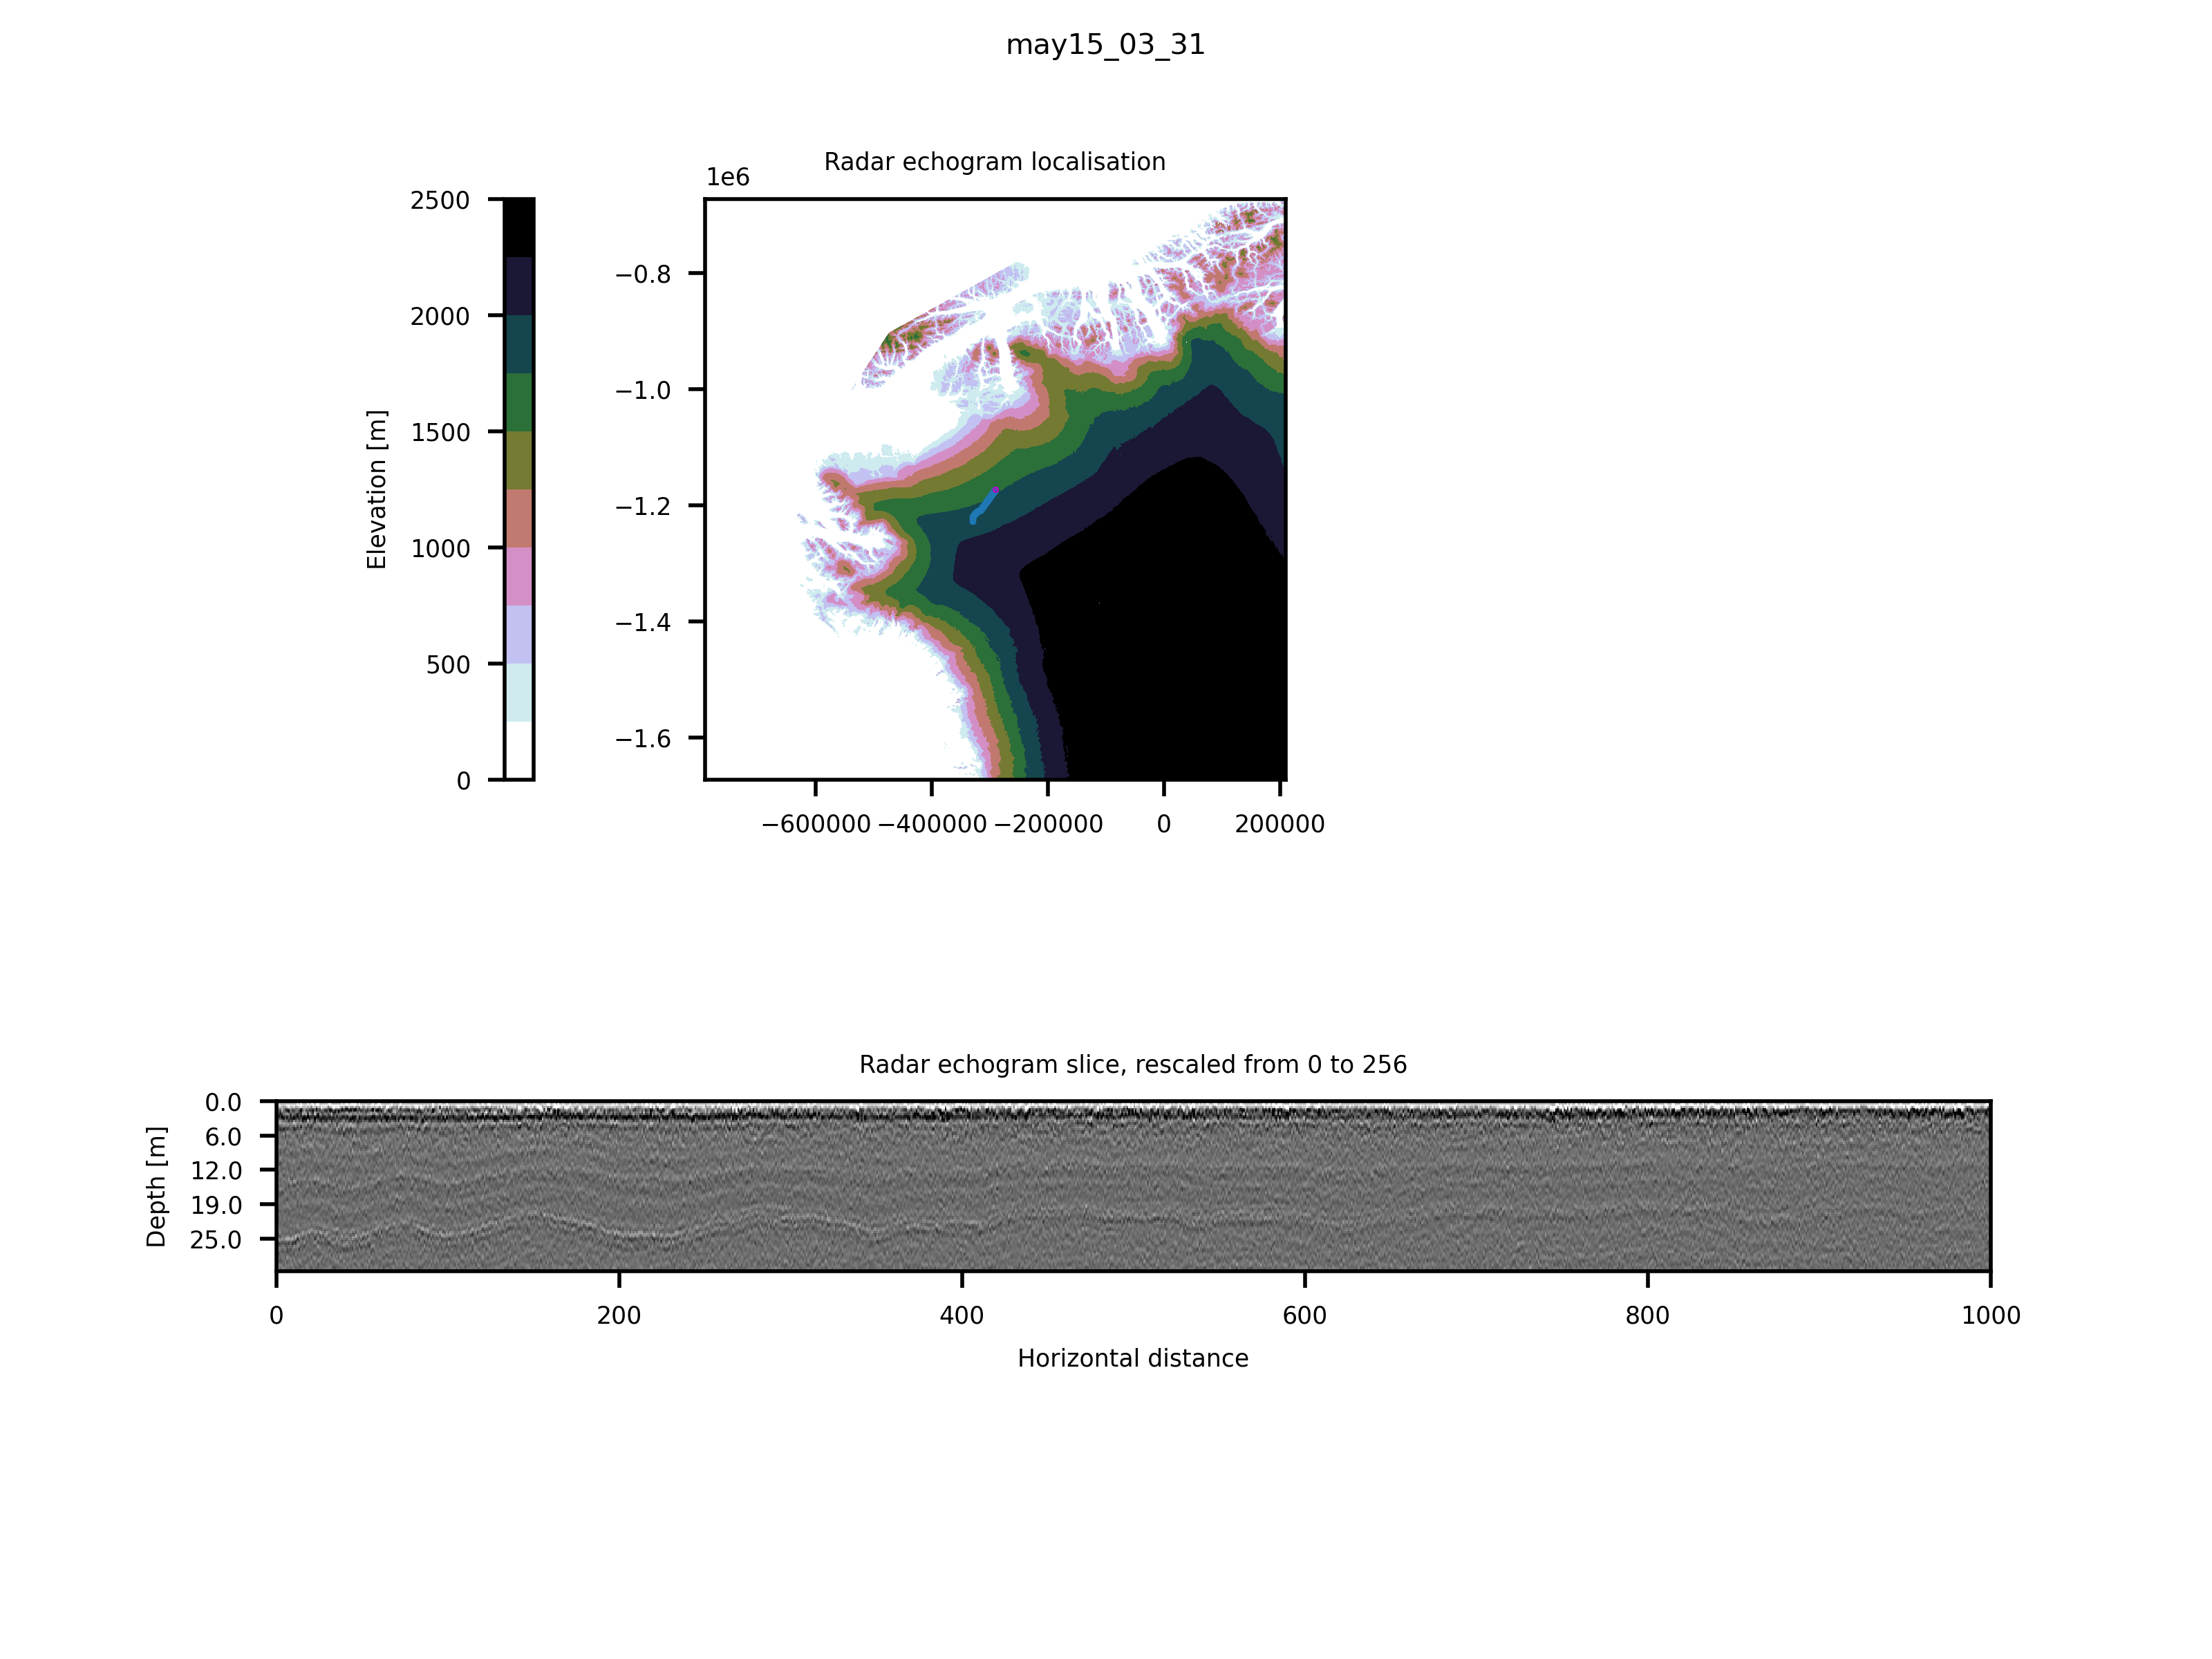 may15_03_31
Radar echogram localisation
1e6
2500
2000
1500
1000
500
0
Elevation [m]
−0.8
−1.0
−1.2
−1.4
−1.6
−600000 −400000 −200000 0 200000
Radar echogram slice, rescaled from 0 to 256
0.0
6.0
12.0
19.0
25.0
Depth [m]
0 200 400 600 800 1000
Horizontal distance